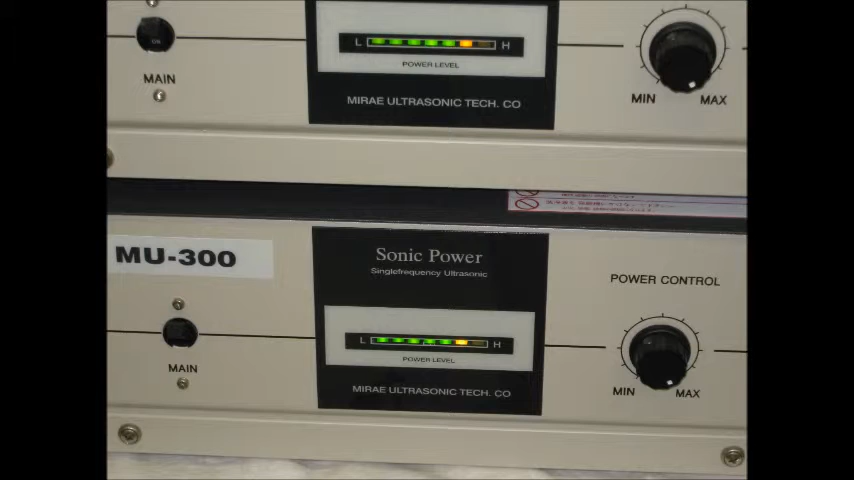 MAIN
L H
POWER LEVEL
MIRAE ULTRASONIC TECH. CO
MIN MAX
MU-300
Sonic Power
Singlefrequency Ultrasonic
POWER CONTROL
MAIN
L H
POWER LEVEL
MIRAE ULTRASONIC TECH. CO
MIN MAX